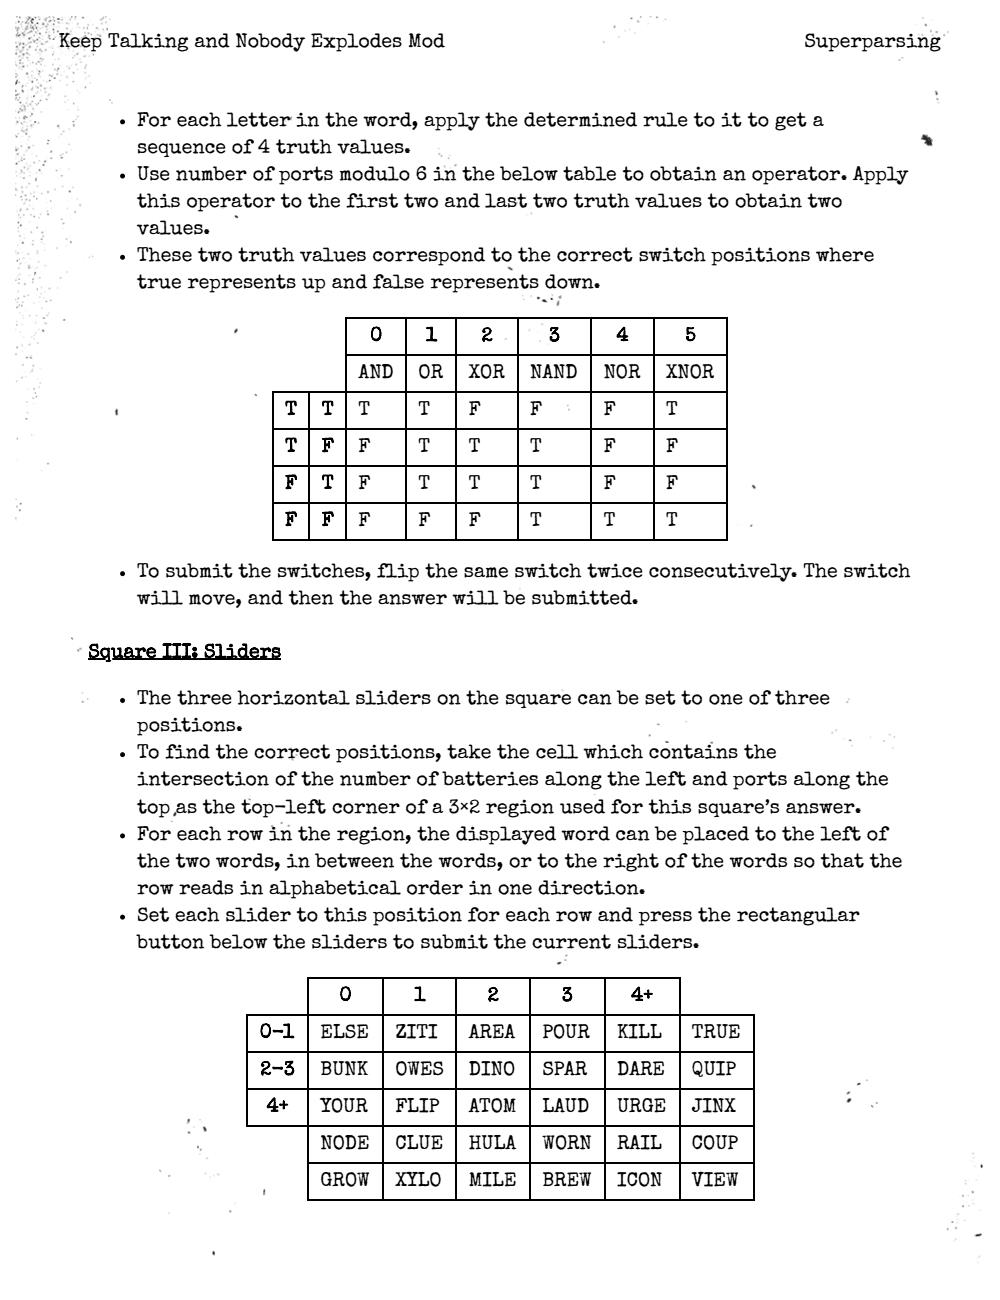 Keep Talking and Nobody Explodes Mod Superparsing
• For each letter in the word, apply the determined rule to it to get a
sequence of 4 truth values.
• Use number of ports modulo 6 in the below table to obtain an operator. Apply
this operator to the first two and last two truth values to obtain two
values.
• These two truth values correspond to the correct switch positions where
true represents up and false represents down.
0 1 2 3 4 5
AND OR XOR NAND NOR XNOR
T T T T F F F T
T F F T T T F F
F T F T T T F F
F F F F F T T T
• To submit the switches, flip the same switch twice consecutively. The switch
will move, and then the answer will be submitted.
Square III: Sliders
• The three horizontal sliders on the square can be set to one of three
positions.
• To find the correct positions, take the cell which contains the
intersection of the number of batteries along the left and ports along the
top as the top-left corner of a 3×2 region used for this square's answer.
• For each row in the region, the displayed word can be placed to the left of
the two words, in between the words, or to the right of the words so that the
row reads in alphabetical order in one direction.
• Set each slider to this position for each row and press the rectangular
button below the sliders to submit the current sliders.
0 1 2 3 4+
0-1 ELSE ZITI AREA POUR KILL TRUE
2-3 BUNK OWES DINO SPAR DARE QUIP
4+ YOUR FLIP ATOM LAUD URGE JINX
NODE CLUE HULA WORN RAIL COUP
GROW XYLO MILE BREW ICON VIEW